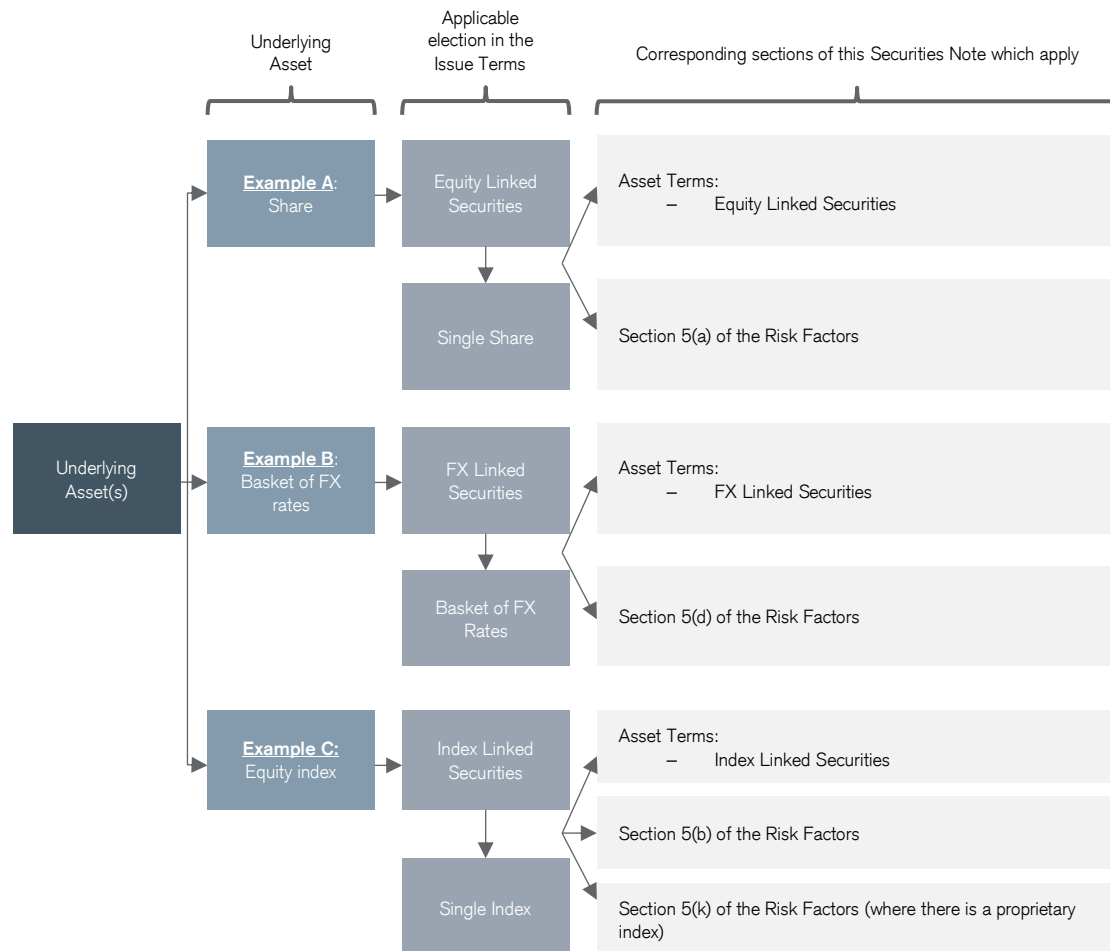 Underlying
Asset
Applicable
election in the
Issue Terms
Corresponding sections of this Securities Note which apply
Example A:
Share
Equity Linked
Securities
Asset Terms:
– Equity Linked Securities
Single Share
Section 5(a) of the Risk Factors
Underlying
Asset(s)
Example B:
Basket of FX
rates
FX Linked
Securities
Asset Terms:
– FX Linked Securities
Basket of FX
Rates
Section 5(d) of the Risk Factors
Example C:
Equity index
Index Linked
Securities
Asset Terms:
– Index Linked Securities
Section 5(b) of the Risk Factors
Single Index
Section 5(k) of the Risk Factors (where there is a proprietary
index)